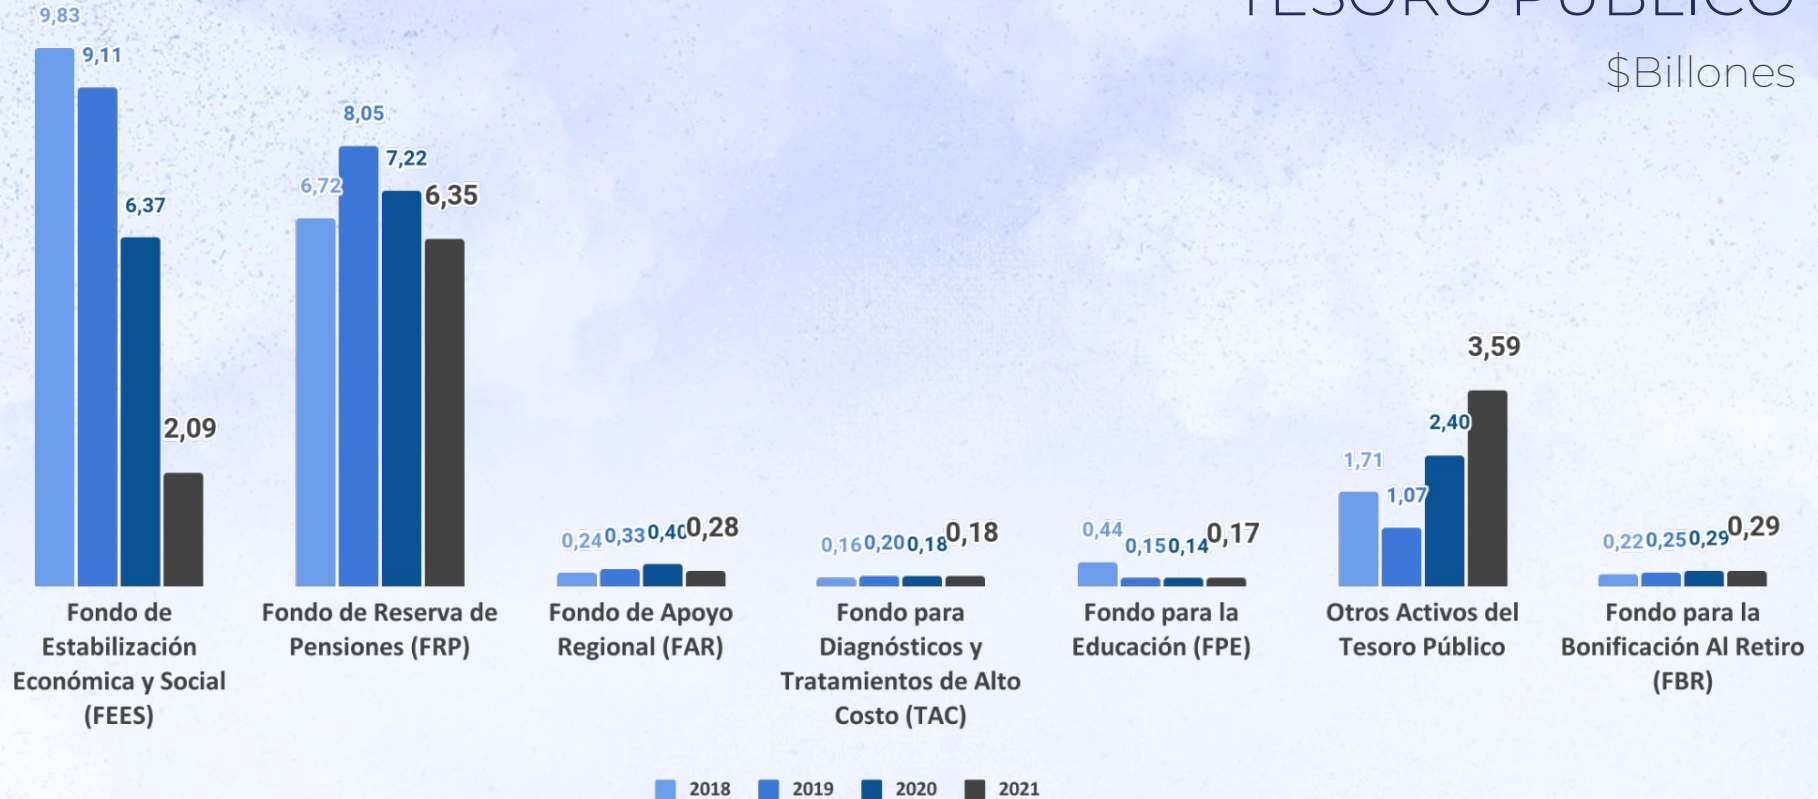 TESORO PÚBLICO
$Billones
9,83
9,11
6,37
2,09
6,72
8,05
7,22
6,35
0,24
0,33
0,40
0,28
0,16
0,20
0,18
0,18
0,44
0,15
0,14
0,17
1,71
1,07
2,40
3,59
0,22
0,25
0,29
0,29
Fondo de
Estabilización
Económica y Social
(FEES)
Fondo de Reserva de
Pensiones (FRP)
Fondo de Apoyo
Regional (FAR)
Fondo para
Diagnósticos y
Tratamientos de Alto
Costo (TAC)
Fondo para la
Educación (FPE)
Otros Activos del
Tesoro Público
Fondo para la
Bonificación Al Retiro
(FBR)
2018
2019
2020
2021